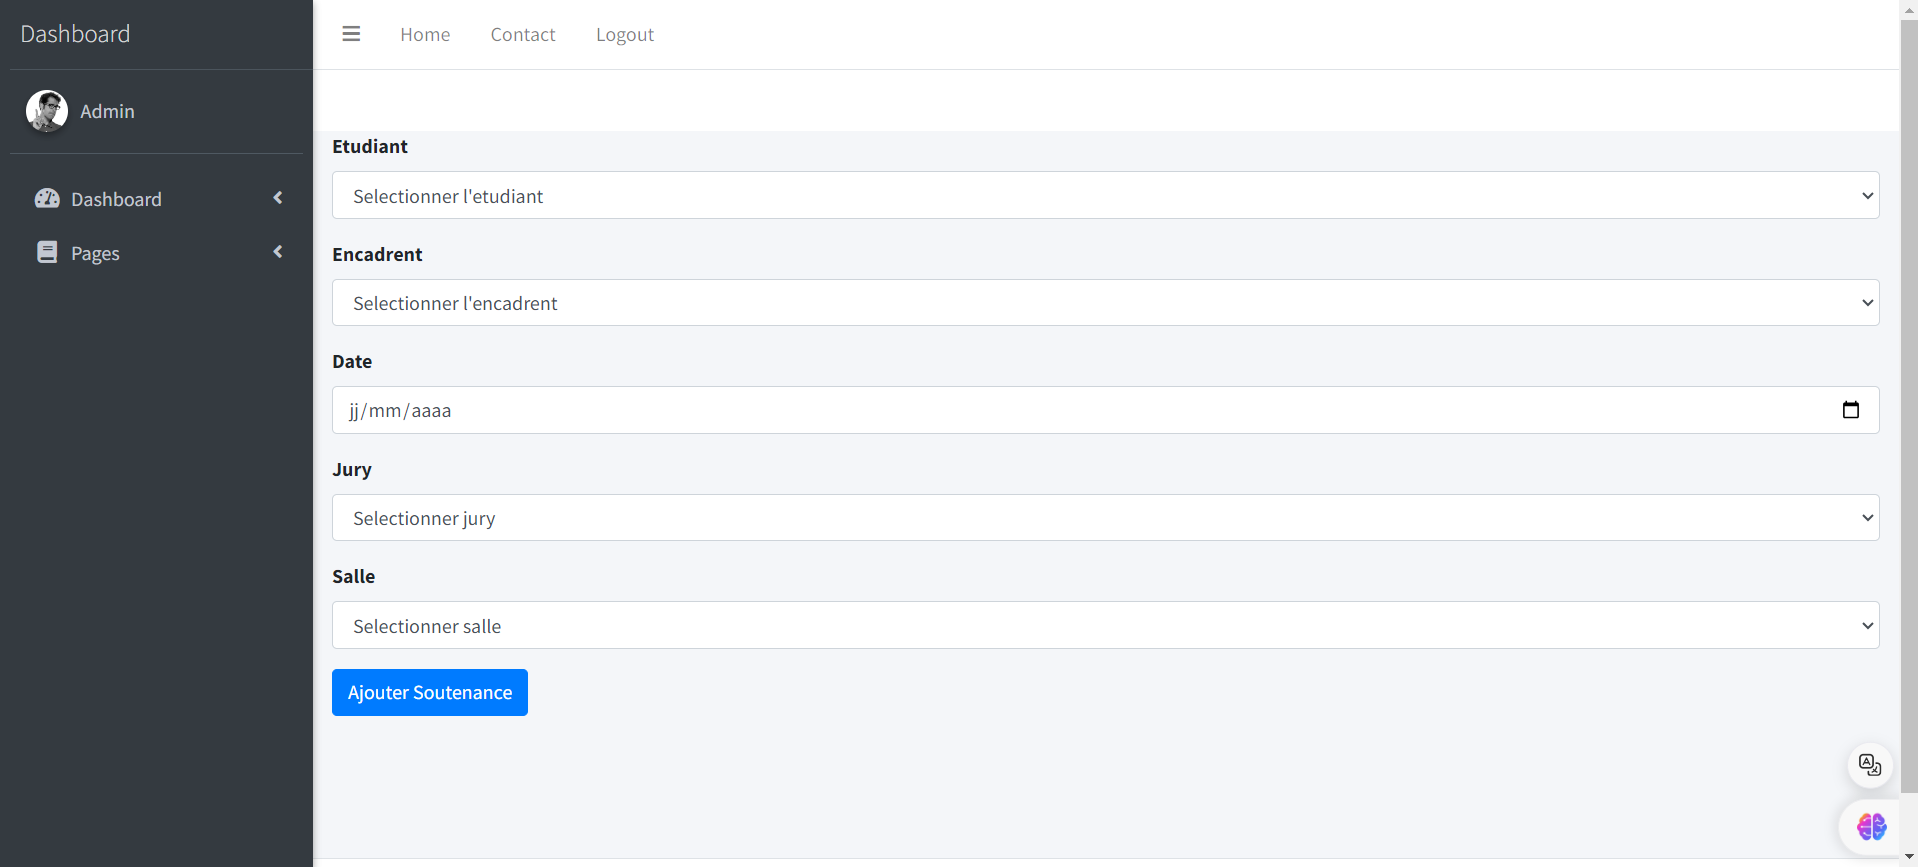 Dashboard
Home Contact Logout
Admin
Dashboard
Pages
Etudiant
Selectionner l'etudiant
Encadrent
Selectionner l'encadrent
Date
jj/mm/aaaa
Jury
Selectionner jury
Salle
Selectionner salle
Ajouter Soutenance